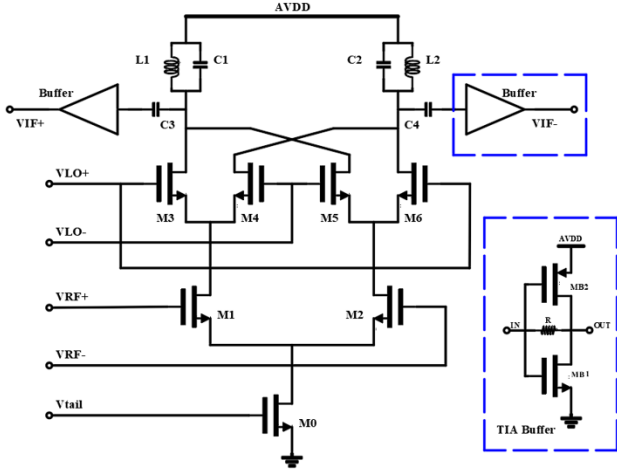 AVDD
L1
C1
C2
L2
Buffer
Buffer
VIF+
C3
C4
VIF-
VLO+
M3
M4
M5
M6
VLO-
AVDD
MB2
VRF+
M1
M2
IN
R
OUT
VRF-
MB1
Vtail
M0
TIA Buffer